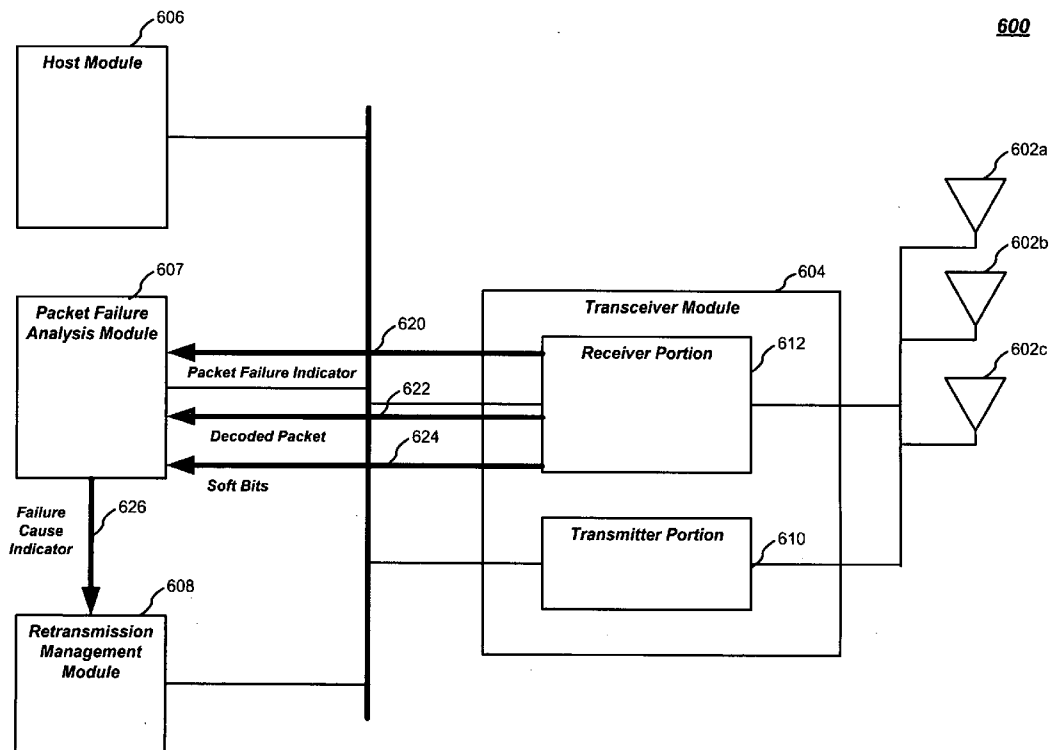 600
606
Host Module
602a
602b
607
604
Packet Failure
Analysis Module
Transceiver Module
620
Receiver Portion
612
602c
Packet Failure Indicator
622
Decoded Packet
624
Soft Bits
Failure
Cause
Indicator
626
Transmitter Portion
610
608
Retransmission
Management
Module